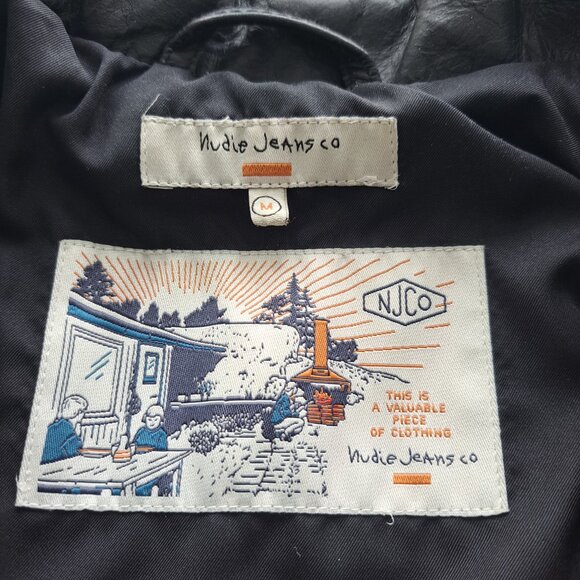 Nudie Jeans co
M
NJCO
THIS IS
A VALUABLE
PIECE
OF CLOTHING
Nudie Jeans co